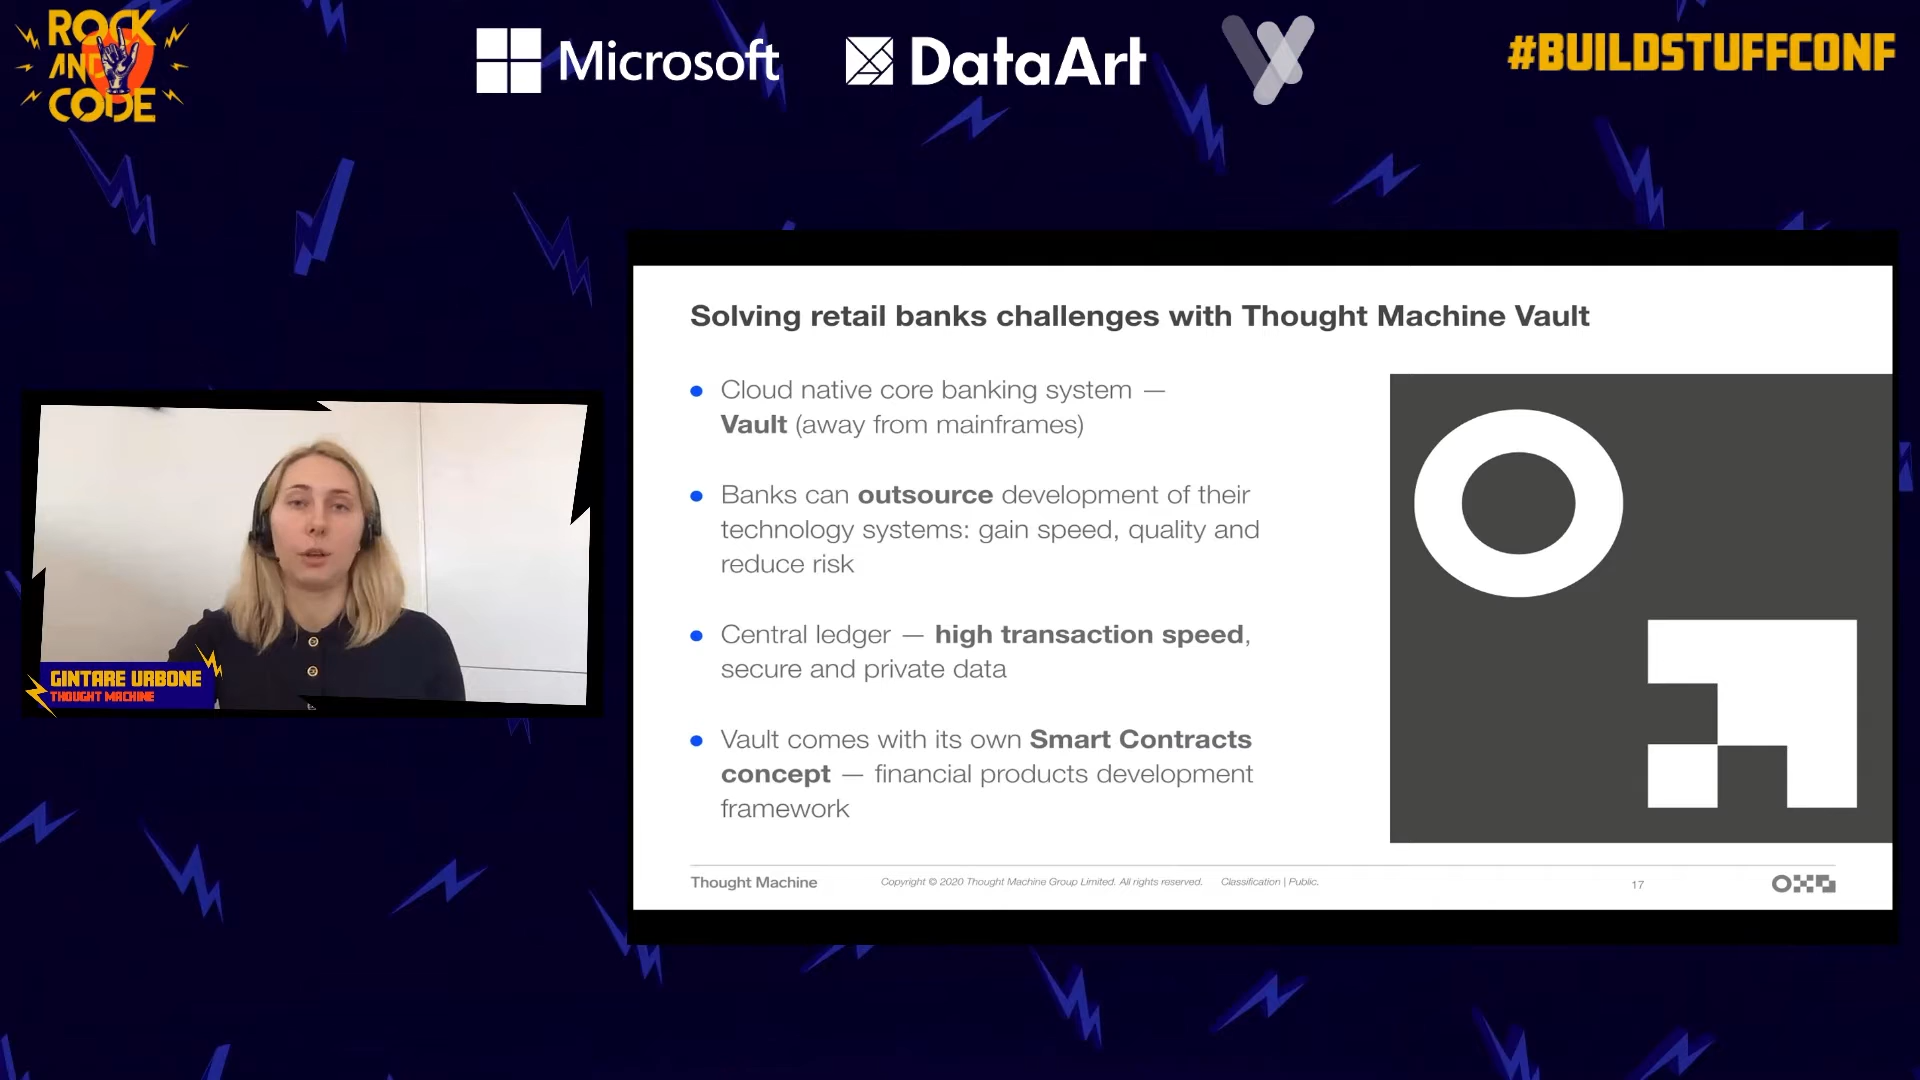 ROCK
AND
CODE
Microsoft
DataArt
#BUILDSTUFFCONF
Solving retail banks challenges with Thought Machine Vault
Cloud native core banking system —
Vault (away from mainframes)
Banks can outsource development of their
technology systems: gain speed, quality and
reduce risk
Central ledger — high transaction speed,
secure and private data
Vault comes with its own Smart Contracts
concept — financial products development
framework
Thought Machine
Copyright © 2020 Thought Machine Group Limited. All rights reserved.
Classification | Public.
17
GINTARE URBONE
THOUGHT MACHINE